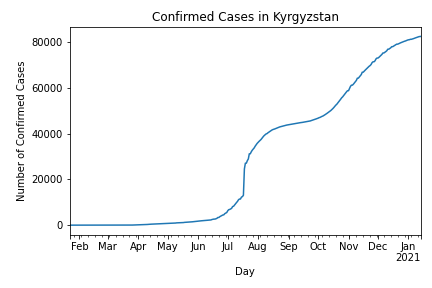 Confirmed Cases in Kyrgyzstan
Number of Confirmed Cases
80000
60000
40000
20000
0
Feb Mar Apr May Jun Jul Aug Sep Oct Nov Dec Jan
2021
Day